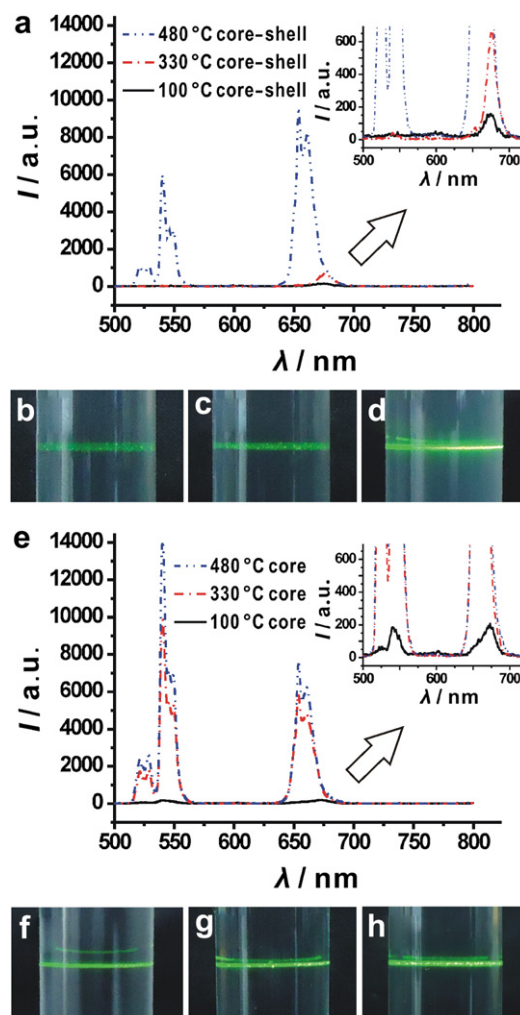 a
14000
12000
10000
8000
6000
4000
2000
0
I / a.u.
480 °C core–shell
330 °C core–shell
100 °C core–shell
600
400
200
0
I / a.u.
500 600 700
λ / nm
500 550 600 650 700 750 800
λ / nm
b
c
d
e
14000
12000
10000
8000
6000
4000
2000
0
I / a.u.
480 °C core
330 °C core
100 °C core
600
400
200
0
I / a.u.
500 600 700
λ / nm
500 550 600 650 700 750 800
λ / nm
f
g
h